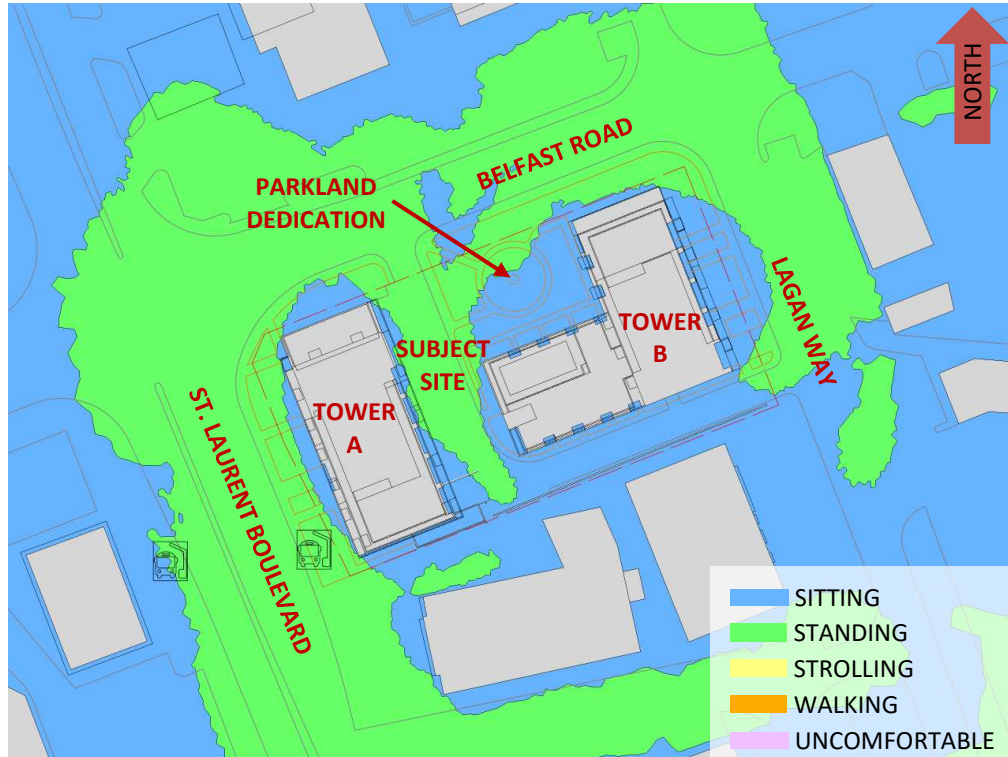 NORTH
BELFAST ROAD
PARKLAND
DEDICATION
LAGAN WAY
TOWER
B
SUBJECT
SITE
TOWER
A
ST. LAURENT BOULEVARD
SITTING
STANDING
STROLLING
WALKING
UNCOMFORTABLE